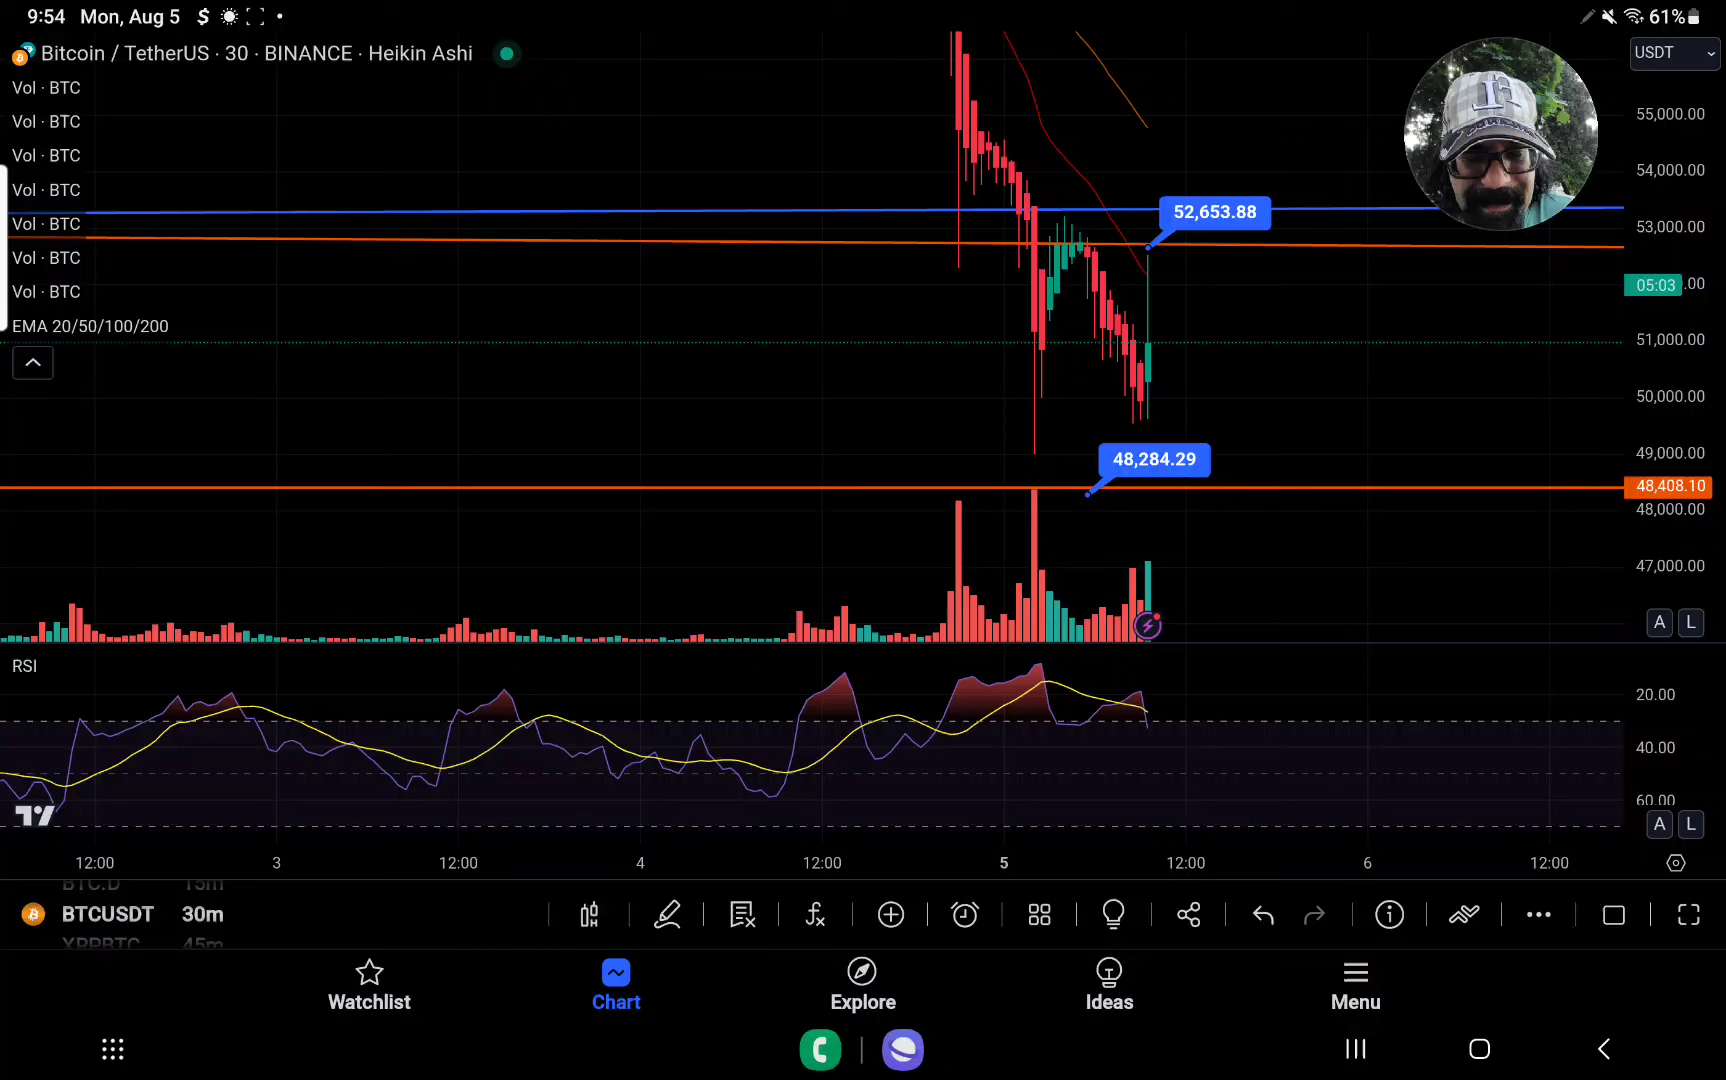 9:54 Mon, Aug 5 $ 61%
Bitcoin / TetherUS · 30 · BINANCE · Heikin Ashi
USDT
Vol · BTC
Vol · BTC
Vol · BTC
Vol · BTC
Vol · BTC
Vol · BTC
Vol · BTC
EMA 20/50/100/200
55,000.00
54,000.00
53,000.00
05:03 .00
51,000.00
50,000.00
49,000.00
48,408.10
48,000.00
47,000.00
52,653.88
48,284.29
A L
RSI
20.00
40.00
60.00
A L
12:00 3 12:00 4 12:00 5 12:00 6 12:00
BTC.D 15m
BTCUSDT 30m
XRPBTC 45m
Watchlist Chart Explore Ideas Menu